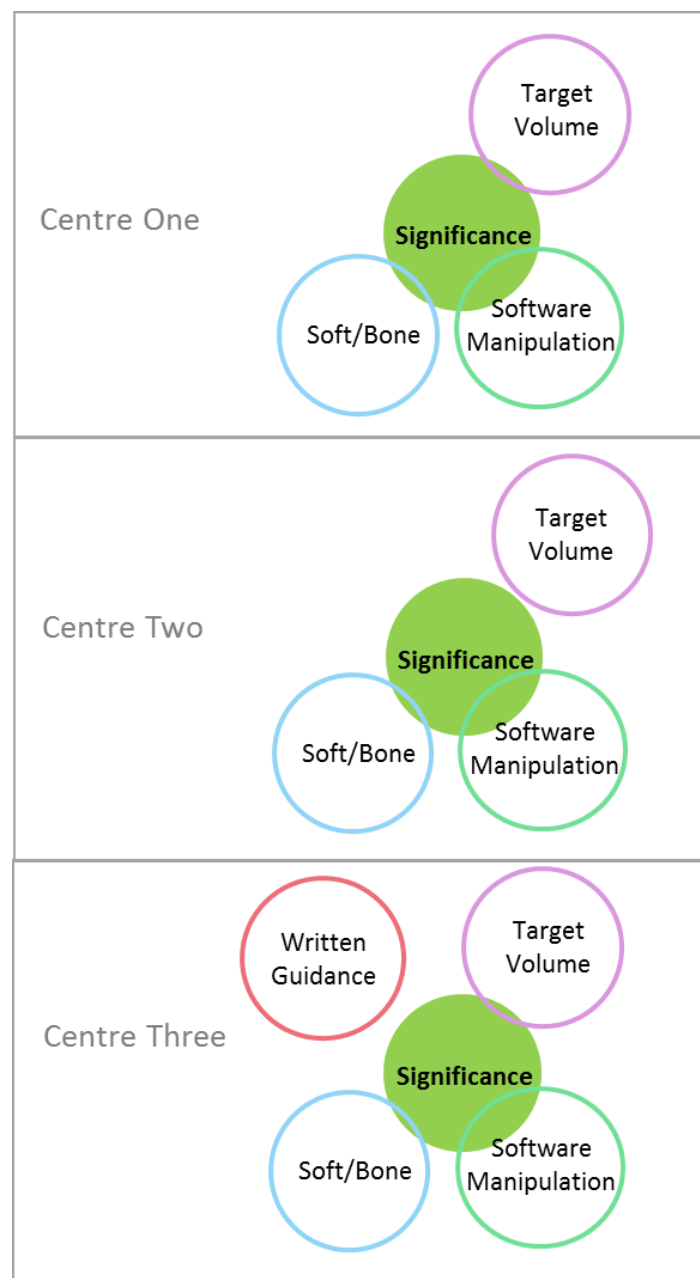 Target
Volume
Centre One
Significance
Soft/Bone
Software
Manipulation
Target
Volume
Centre Two
Significance
Soft/Bone
Software
Manipulation
Written
Guidance
Target
Volume
Centre Three
Significance
Soft/Bone
Software
Manipulation